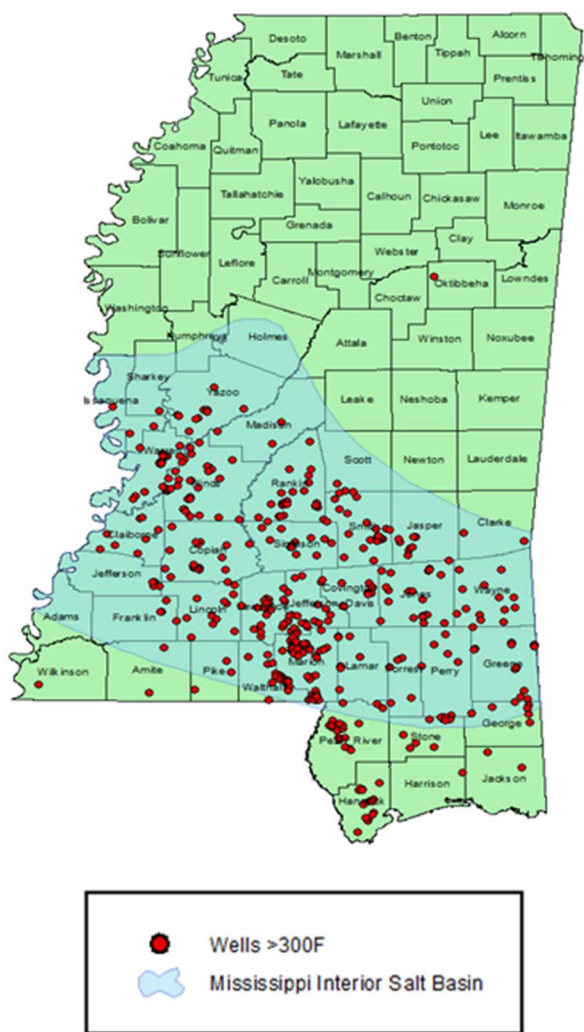 Desoto
Benton
Alcorn
Marshall
Tippah
Tunica
Tate
Prentiss
Union
Panola
Lafayette
Lee
Itawamba
Coahoma
Quitman
Pontotoc
Yalobusha
Tallahatchie
Calhoun
Chickasaw
Monroe
Bolivar
Grenada
Clay
Sunflower
Webster
Leflore
Montgomery
Oktibbeha
Lowndes
Carroll
Choctaw
Washington
Humphreys
Holmes
Attala
Winston
Noxubee
Sharkey
Issaquena
Yazoo
Leake
Neshoba
Kemper
Madison
Warren
Scott
Newton
Lauderdale
Hinds
Rankin
Smith
Jasper
Clarke
Claiborne
Copiah
Simpson
Jefferson
Covington
Jones
Wayne
Adams
Franklin
Lincoln
Jefferson Davis
Wilkinson
Amite
Pike
Marion
Lamar
Forrest
Perry
Greene
Walthall
Pearl River
Stone
George
Hancock
Harrison
Jackson
Wells >300F
Mississippi Interior Salt Basin